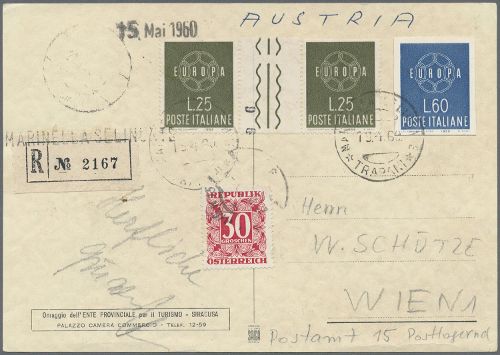 15 Mai 1960
AUSTRIA
EUROPA
L.25
POSTE ITALIANE
EUROPA
L.25
POSTE ITALIANE
EUROPA
L.60
POSTE ITALIANE
MARINELLA SELINUNTE
R № 2167
TRAPANI
REPUBLIK
30
GROSCHEN
ÖSTERREICH
Herrn
W. SCHÜTZE
WIEN 1
Postamt 15 Postlagernd
Herzliche
Omaggio dell'ENTE PROVINCIALE per il TURISMO - SIRACUSA
PALAZZO CAMERA COMMERCIO - TELEF. 12-59